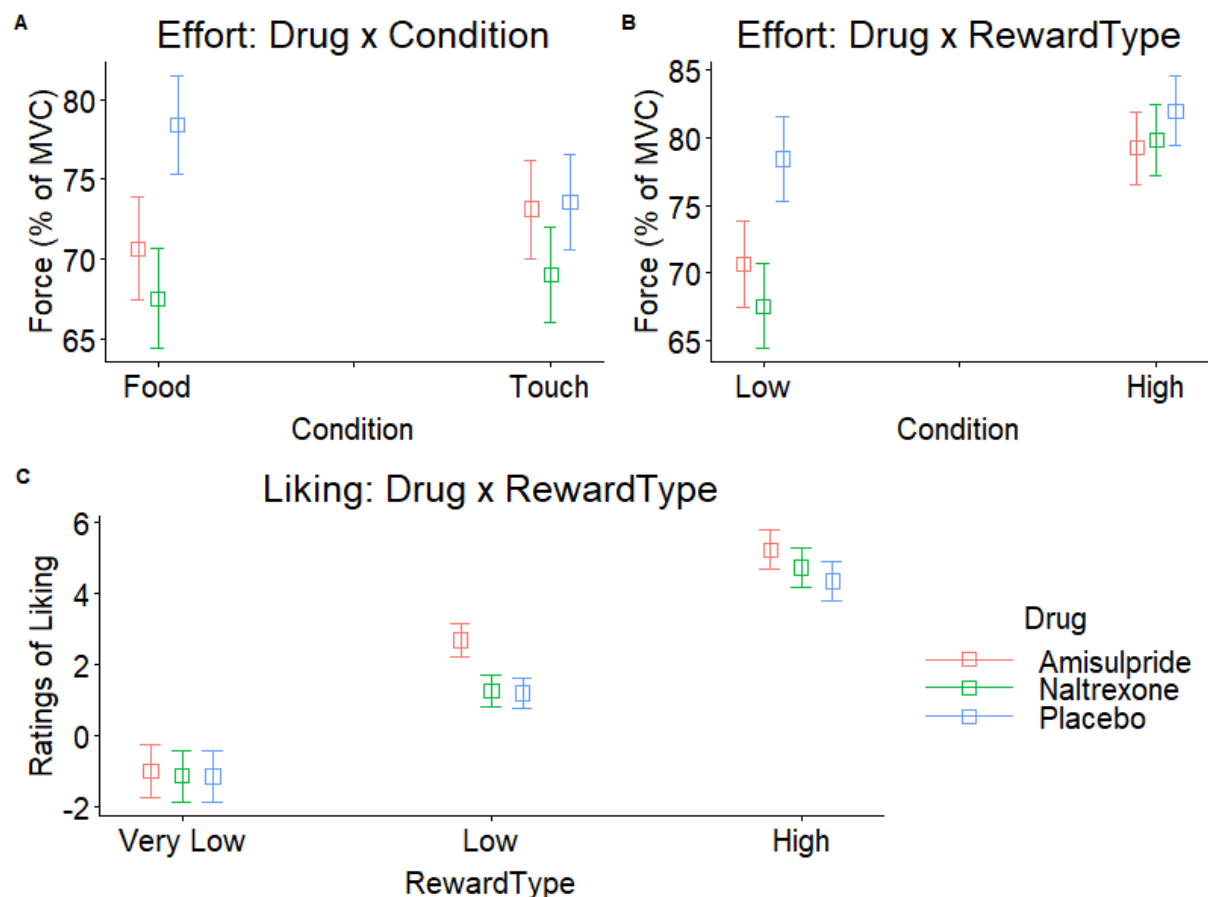 A
Effort: Drug x Condition
Force (% of MVC)
80
75
70
65
Food
Touch
Condition
B
Effort: Drug x RewardType
Force (% of MVC)
85
80
75
70
65
Low
High
Condition
C
Liking: Drug x RewardType
Ratings of Liking
6
4
2
0
-2
Very Low
Low
High
RewardType
Drug
Amisulpride
Naltrexone
Placebo